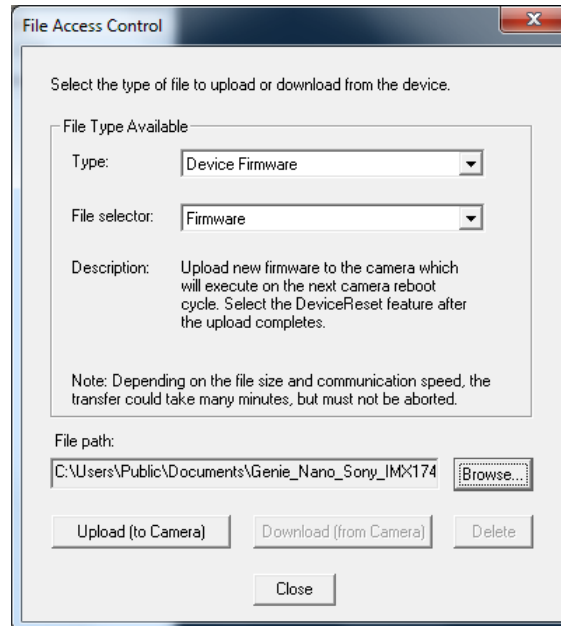 File Access Control
Select the type of file to upload or download from the device.
File Type Available
Type:
Device Firmware
File selector:
Firmware
Description:
Upload new firmware to the camera which
will execute on the next camera reboot
cycle. Select the DeviceReset feature after
the upload completes.
Note: Depending on the file size and communication speed, the
transfer could take many minutes, but must not be aborted.
File path:
C:\Users\Public\Documents\Genie_Nano_Sony_IMX174
Browse...
Upload (to Camera)
Download (from Camera)
Delete
Close